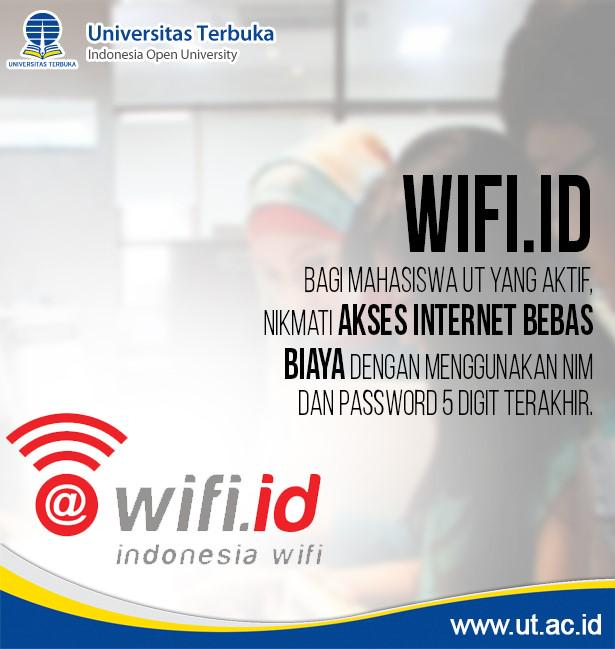 Universitas Terbuka
Indonesia Open University
UNIVERSITAS TERBUKA
WIFI.ID
BAGI MAHASISWA UT YANG AKTIF,
NIKMATI AKSES INTERNET BEBAS
BIAYA DENGAN MENGGUNAKAN NIM
DAN PASSWORD 5 DIGIT TERAKHIR.
@wifi.id
indonesia wifi
www.ut.ac.id